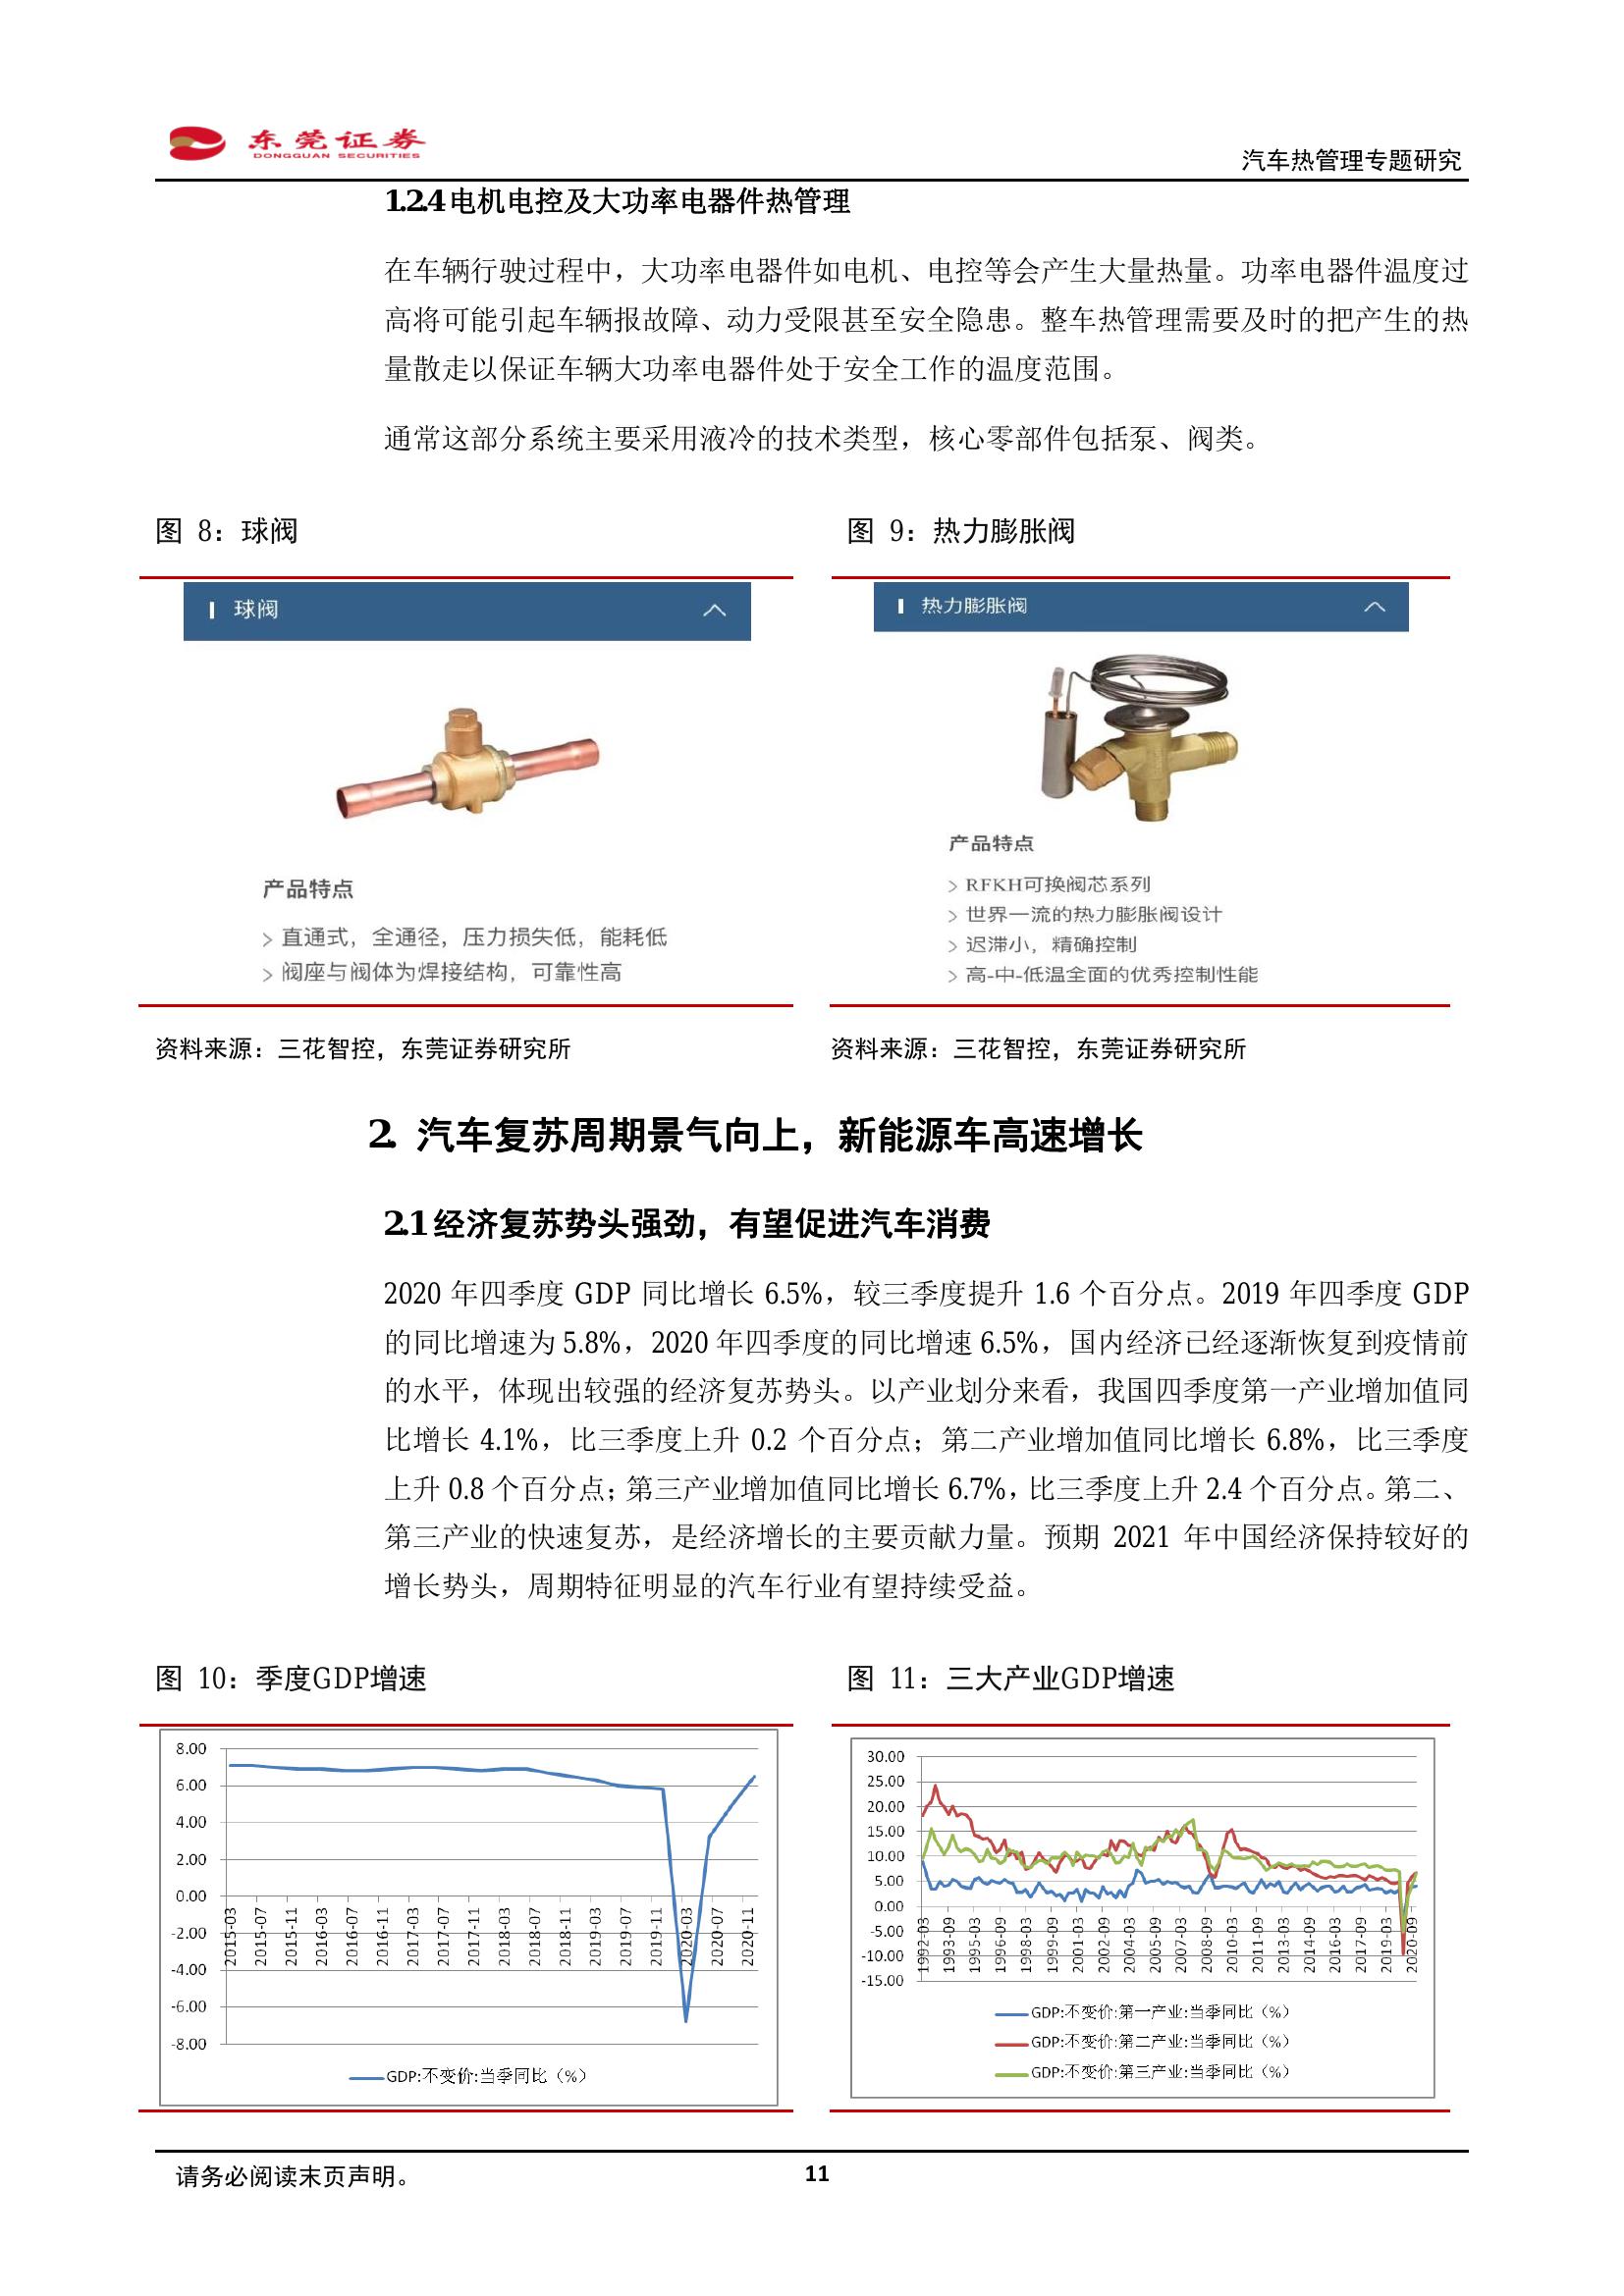 东莞证券
DONGGUAN SECURITIES
汽车热管理专题研究
1.2.4 电机电控及大功率电器件热管理
在车辆行驶过程中，大功率电器件如电机、电控等会产生大量热量。功率电器件温度过
高将可能引起车辆报故障、动力受限甚至安全隐患。整车热管理需要及时的把产生的热
量散走以保证车辆大功率电器件处于安全工作的温度范围。
通常这部分系统主要采用液冷的技术类型，核心零部件包括泵、阀类。
图 8：球阀
球阀
产品特点
> 直通式，全通径，压力损失低，能耗低
> 阀座与阀体为焊接结构，可靠性高
资料来源：三花智控，东莞证券研究所
图 9：热力膨胀阀
热力膨胀阀
产品特点
> RFKH可换阀芯系列
> 世界一流的热力膨胀阀设计
> 迟滞小，精确控制
> 高-中-低温全面的优秀控制性能
资料来源：三花智控，东莞证券研究所
2. 汽车复苏周期景气向上，新能源车高速增长
2.1 经济复苏势头强劲，有望促进汽车消费
2020 年四季度 GDP 同比增长 6.5%，较三季度提升 1.6 个百分点。2019 年四季度 GDP
的同比增速为 5.8%，2020 年四季度的同比增速 6.5%，国内经济已经逐渐恢复到疫情前
的水平，体现出较强的经济复苏势头。以产业划分来看，我国四季度第一产业增加值同
比增长 4.1%，比三季度上升 0.2 个百分点；第二产业增加值同比增长 6.8%，比三季度
上升 0.8 个百分点；第三产业增加值同比增长 6.7%，比三季度上升 2.4 个百分点。第二、
第三产业的快速复苏，是经济增长的主要贡献力量。预期 2021 年中国经济保持较好的
增长势头，周期特征明显的汽车行业有望持续受益。
图 10：季度GDP增速
8.00
6.00
4.00
2.00
0.00
-2.00
-4.00
-6.00
-8.00
2015-03
2015-07
2015-11
2016-03
2016-07
2016-11
2017-03
2017-07
2017-11
2018-03
2018-07
2018-11
2019-03
2019-07
2019-11
2020-03
2020-07
2020-11
GDP:不变价:当季同比（%）
图 11：三大产业GDP增速
30.00
25.00
20.00
15.00
10.00
5.00
0.00
-5.00
-10.00
-15.00
1992-03
1993-09
1995-03
1996-09
1998-03
1999-09
2001-03
2002-09
2004-03
2005-09
2007-03
2008-09
2010-03
2011-09
2013-03
2014-09
2016-03
2017-09
2019-03
2020-09
GDP:不变价:第一产业:当季同比（%）
GDP:不变价:第二产业:当季同比（%）
GDP:不变价:第三产业:当季同比（%）
请务必阅读末页声明。
11